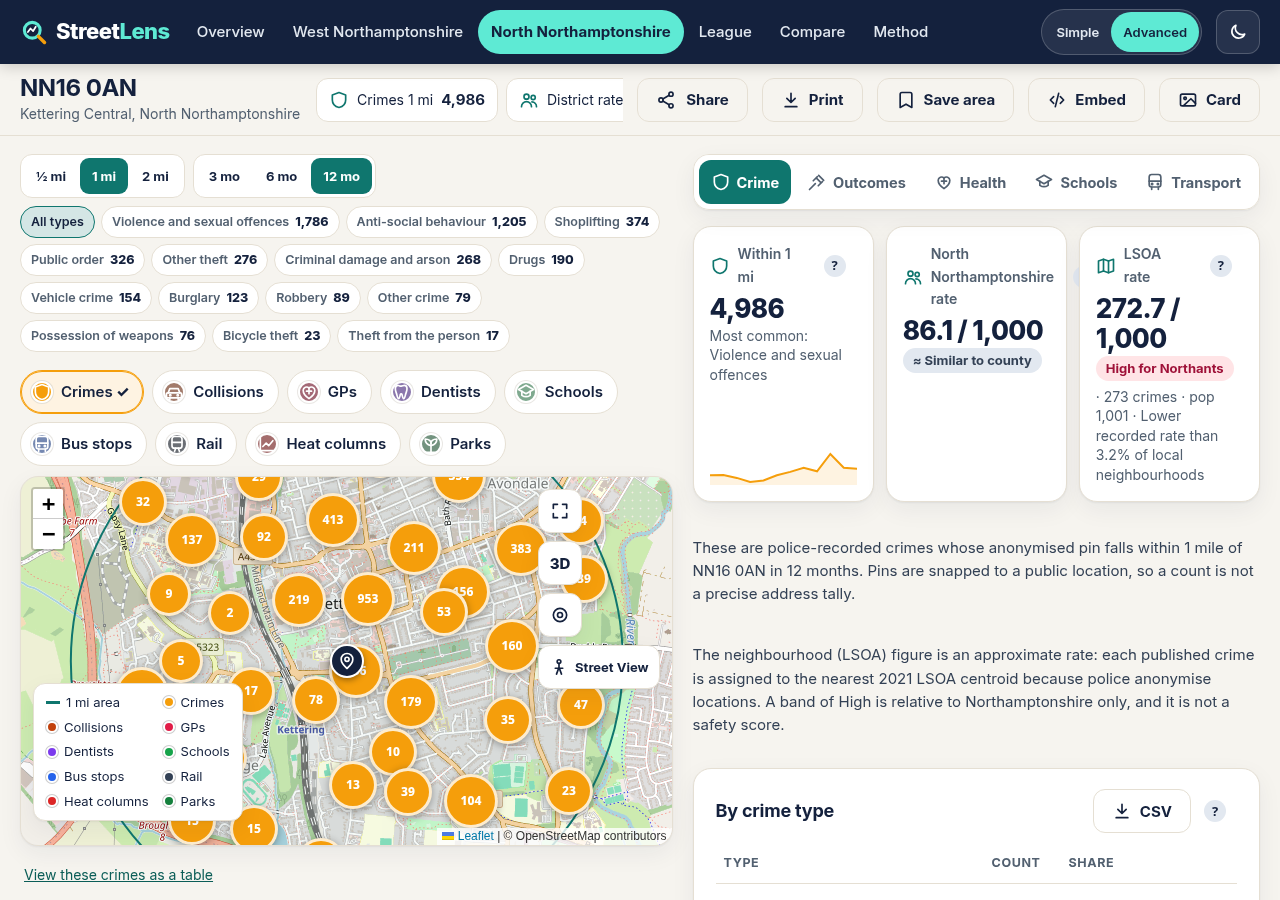 StreetLens
Overview
West Northamptonshire
North Northamptonshire
League
Compare
Method
Simple
Advanced
NN16 0AN
Kettering Central, North Northamptonshire
Crimes 1 mi 4,986
District rate
Share
Print
Save area
Embed
Card
½ mi
1 mi
2 mi
3 mo
6 mo
12 mo
All types
Violence and sexual offences 1,786
Anti-social behaviour 1,205
Shoplifting 374
Public order 326
Other theft 276
Criminal damage and arson 268
Drugs 190
Vehicle crime 154
Burglary 123
Robbery 89
Other crime 79
Possession of weapons 76
Bicycle theft 23
Theft from the person 17
Crimes ✓
Collisions
GPs
Dentists
Schools
Bus stops
Rail
Heat columns
Parks
+
−
32
137
92
413
211
383
Avondale
9
2
219
953
53
160
3D
Street View
5323
5
17
78
179
35
47
Kettering
Midland Main Line
Lake Avenue
Gipsy Lane
10
13
39
104
23
15
1 mi area
Crimes
Collisions
GPs
Dentists
Schools
Bus stops
Rail
Heat columns
Parks
Leaflet | © OpenStreetMap contributors
View these crimes as a table
Crime
Outcomes
Health
Schools
Transport
Within 1
mi
?
4,986
Most common:
Violence and sexual
offences
North
Northamptonshire
rate
86.1 / 1,000
≈ Similar to county
LSOA
rate
?
272.7 /
1,000
High for Northants
· 273 crimes · pop
1,001 · Lower
recorded rate than
3.2% of local
neighbourhoods
These are police-recorded crimes whose anonymised pin falls within 1 mile of
NN16 0AN in 12 months. Pins are snapped to a public location, so a count is not
a precise address tally.
The neighbourhood (LSOA) figure is an approximate rate: each published crime
is assigned to the nearest 2021 LSOA centroid because police anonymise
locations. A band of High is relative to Northamptonshire only, and it is not a
safety score.
By crime type
CSV
?
TYPE
COUNT
SHARE